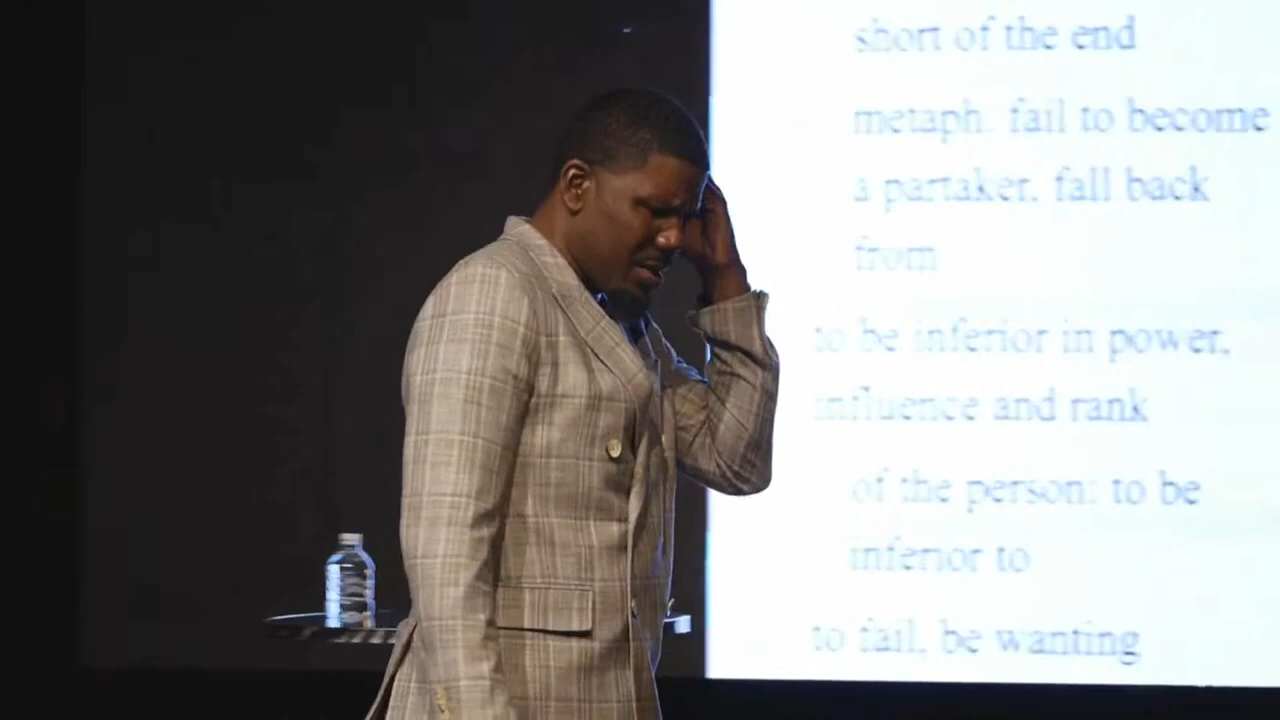 short of the end
metaph. fail to become
a partaker, fall back
from
to be inferior in power,
influence and rank
of the person: to be
inferior to
to fail, be wanting